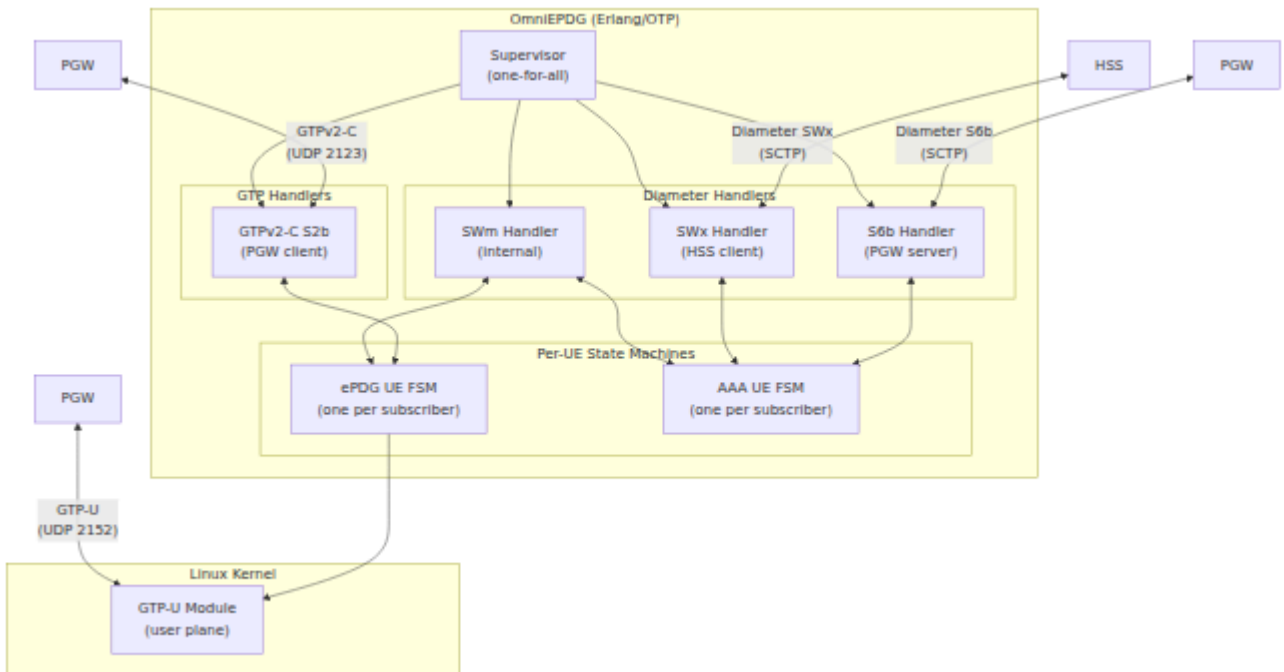 OmniEPDG (Erlang/OTP)
Supervisor
(one-for-all)
PGW
HSS
PGW
GTPv2-C
(UDP 2123)
Diameter SWx
(SCTP)
Diameter S6b
(SCTP)
GTP Handlers
Diameter Handlers
GTPv2-C S2b
(PGW client)
SWm Handler
(internal)
SWx Handler
(HSS client)
S6b Handler
(PGW server)
Per-UE State Machines
ePDG UE FSM
(one per subscriber)
AAA UE FSM
(one per subscriber)
PGW
GTP-U
(UDP 2152)
Linux Kernel
GTP-U Module
(user plane)